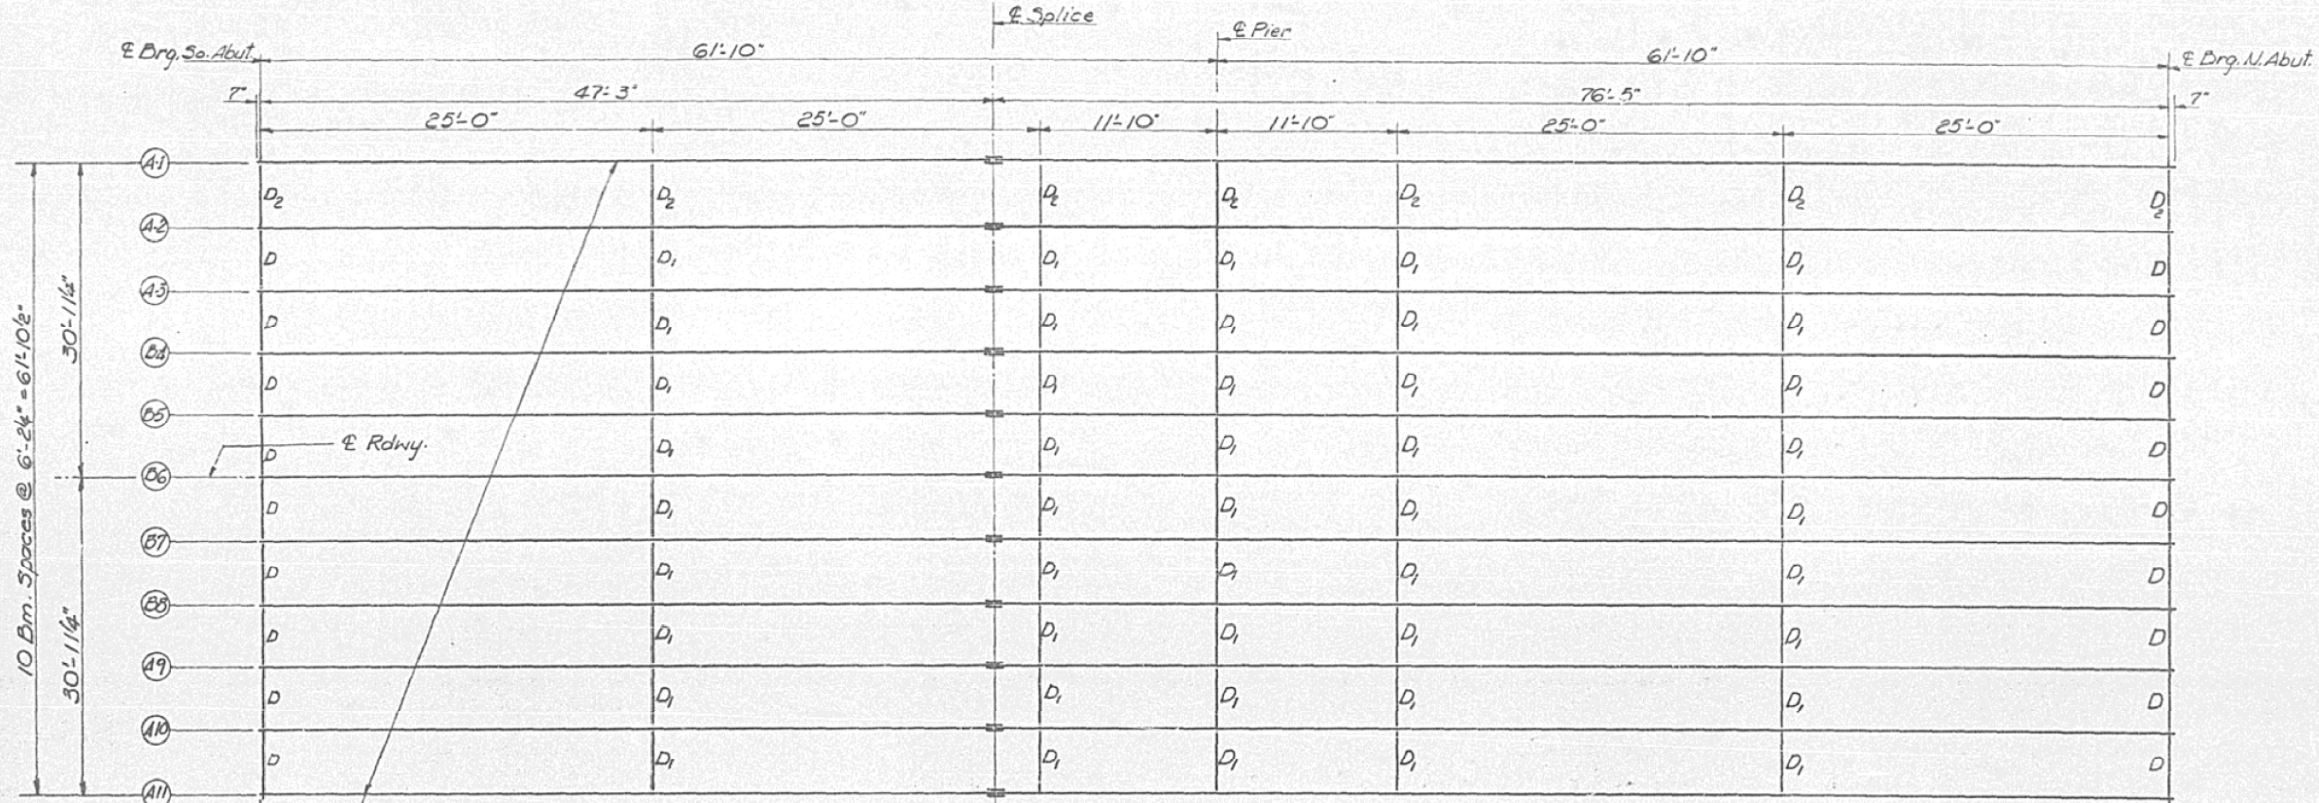 ℄ Splice
℄ Pier
℄ Brg. So. Abut. 61'-10" 61'-10" ℄ Brg. N. Abut.
7" 47'-3" 76'-5" 7"
25'-0" 25'-0" 11'-10" 11'-10" 25'-0" 25'-0"
A-1
D2 D2 D2 D2 D2 D2 D2
A-2
D D1 D1 D1 D1 D1 D
A-3
D D1 D1 D1 D1 D1 D
B4
D D1 D1 D1 D1 D1 D
B5
℄ Rdwy.
D D1 D1 D1 D1 D1 D
B6
D D1 D1 D1 D1 D1 D
B7
D D1 D1 D1 D1 D1 D
B8
D D1 D1 D1 D1 D1 D
A9
D D1 D1 D1 D1 D1 D
A10
D D1 D1 D1 D1 D1 D
A11
10 Bm. Spaces @ 6'-2¼" = 61'-10½"
30'-11¼"
30'-11¼"